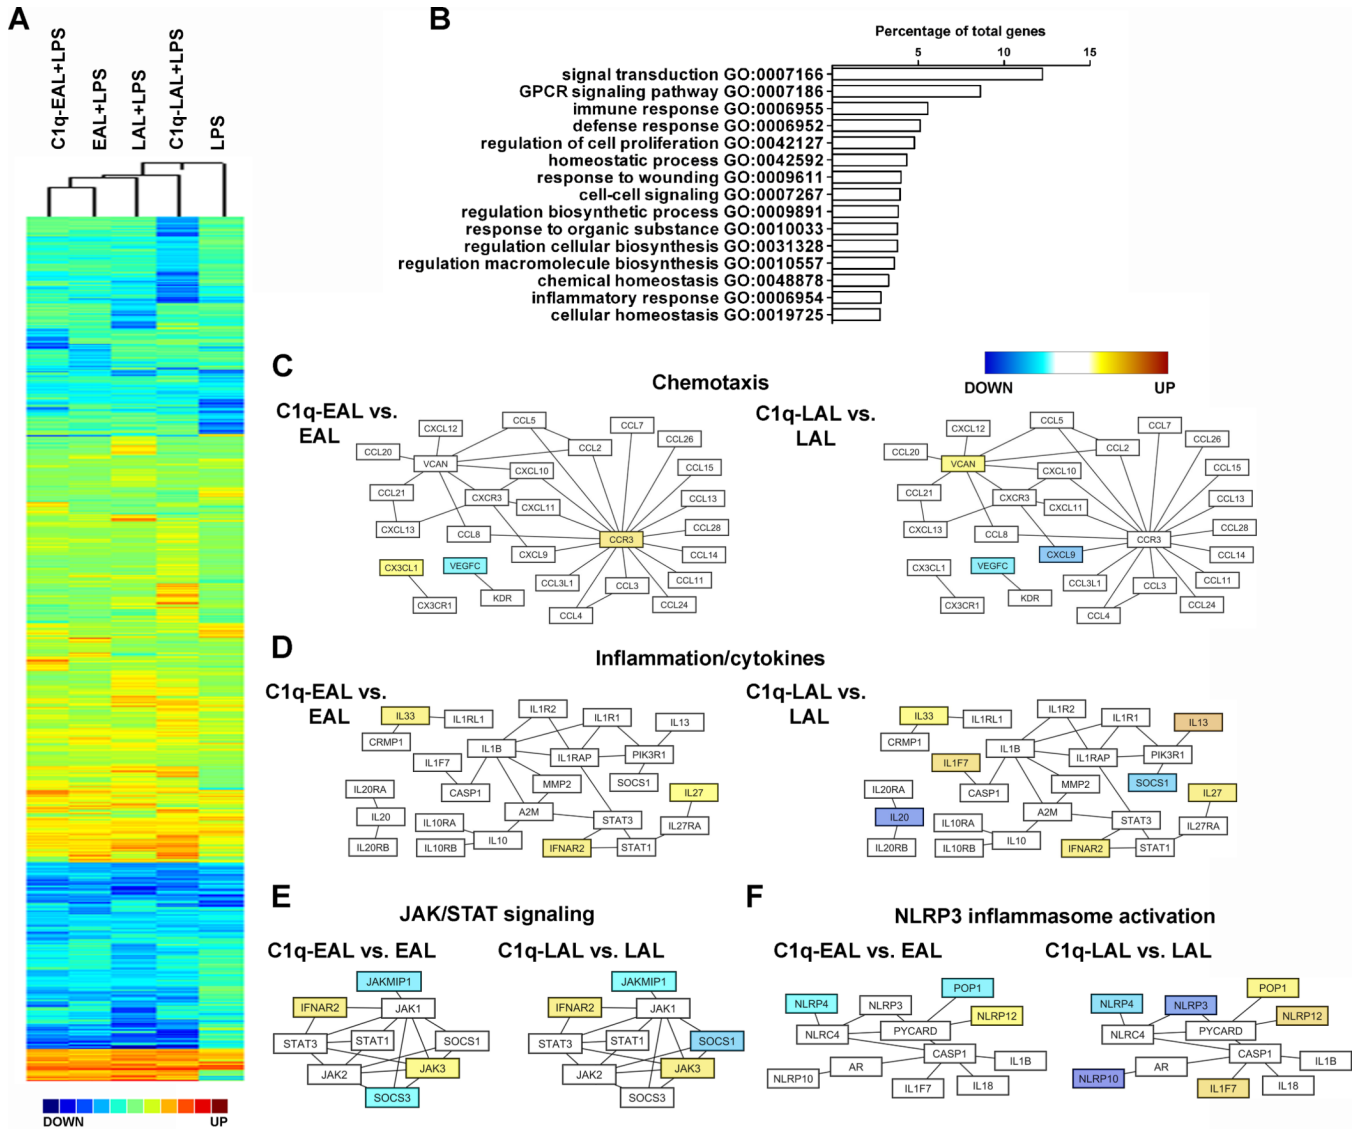 A
C1q-EAL+LPS
EAL+LPS
LAL+LPS
C1q-LAL+LPS
LPS
DOWN UP
B
Percentage of total genes
5 10 15
signal transduction GO:0007166
GPCR signaling pathway GO:0007186
immune response GO:0006955
defense response GO:0006952
regulation of cell proliferation GO:0042127
homeostatic process GO:0042592
response to wounding GO:0009611
cell-cell signaling GO:0007267
regulation biosynthetic process GO:0009891
response to organic substance GO:0010033
regulation cellular biosynthesis GO:0031328
regulation macromolecule biosynthesis GO:0010557
chemical homeostasis GO:0048878
inflammatory response GO:0006954
cellular homeostasis GO:0019725
C
Chemotaxis
DOWN UP
C1q-EAL vs.
EAL
CXCL12
CCL5
CCL7
CCL26
CCL20
VCAN
CCL2
CXCL10
CCL15
CCL21
CXCR3
CXCL11
CCL13
CXCL13
CCL8
CCL28
CCR3
CXCL9
CCL14
CX3CL1
VEGFC
CCL3L1
CCL3
CCL11
CX3CR1
KDR
CCL4
CCL24
C1q-LAL vs.
LAL
CXCL12
CCL5
CCL7
CCL26
CCL20
VCAN
CCL2
CXCL10
CCL15
CCL21
CXCR3
CXCL11
CCL13
CXCL13
CCL8
CCL28
CCR3
CXCL9
CCL14
CX3CL1
VEGFC
CCL3L1
CCL3
CCL11
CX3CR1
KDR
CCL4
CCL24
D
Inflammation/cytokines
C1q-EAL vs.
EAL
IL33
IL1RL1
IL1R2
IL1R1
IL13
CRMP1
IL1B
IL1RAP
PIK3R1
IL1F7
CASP1
MMP2
SOCS1
IL20RA
IL27
IL20
IL10RA
A2M
STAT3
IL27RA
IL20RB
IL10RB
IL10
IFNAR2
STAT1
C1q-LAL vs.
LAL
IL33
IL1RL1
IL1R2
IL1R1
IL13
CRMP1
IL1B
IL1RAP
PIK3R1
IL1F7
CASP1
MMP2
SOCS1
IL20RA
IL27
IL20
IL10RA
A2M
STAT3
IL27RA
IL20RB
IL10RB
IL10
IFNAR2
STAT1
E
JAK/STAT signaling
C1q-EAL vs. EAL
JAKMIP1
IFNAR2
JAK1
STAT3
STAT1
SOCS1
JAK2
JAK3
SOCS3
C1q-LAL vs. LAL
JAKMIP1
IFNAR2
JAK1
STAT3
STAT1
SOCS1
JAK2
JAK3
SOCS3
F
NLRP3 inflammasome activation
C1q-EAL vs. EAL
POP1
NLRP4
NLRP3
NLRP12
NLRC4
PYCARD
CASP1
IL1B
AR
NLRP10
IL1F7
IL18
C1q-LAL vs. LAL
POP1
NLRP4
NLRP3
NLRP12
NLRC4
PYCARD
CASP1
IL1B
AR
NLRP10
IL1F7
IL18